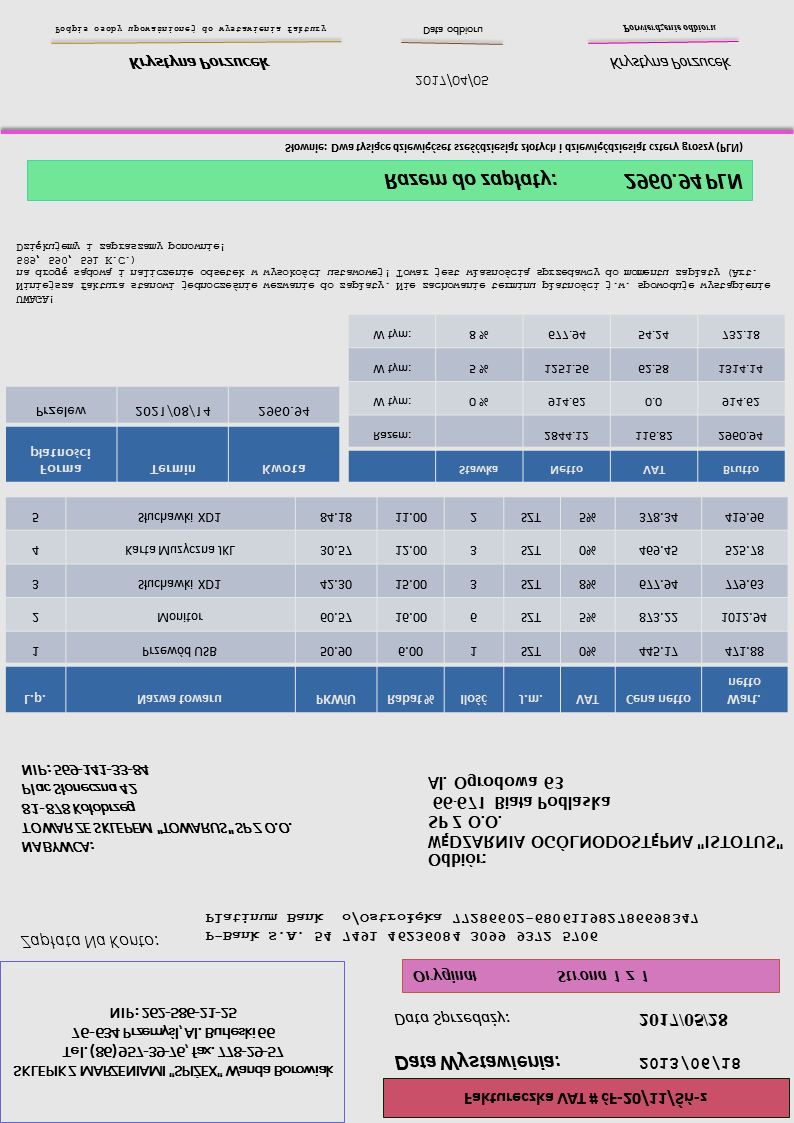 Faktureczka VAT # čF-20/11/Śń-z
SKLEPIK Z MARZENIAMI "SPIŻEX" Wanda Borowiak
Tel. (86) 957-39-76, fax. 778-29-57
76-634 Przemyśl, Al. Burleski 66
NIP: 262-586-21-25
Data Wystawienia: 2013/06/18
Data Sprzedaży: 2017/05/28
Oryginał Strona 1 z 1
Zapłata Na Konto:
P-Bank S.A. 54 7491 46236084 3099 9372 5706
Platinum Bank o/Ostrołęka 77286602-680611982786698347
NABYWCA:
TOWAR ZE SKLEPEM "TOWARUS" SP Z O.O.
81-878 Kołobrzeg
Plac Słoneczna 42
NIP: 569-141-33-84
Odbiór:
WĘDZARNIA OGÓLNODOSTĘPNA "ISTOTUS"
SP Z O.O.
66-671 Biała Podlaska
Al. Ogrodowa 63
L.p. Nazwa towaru PKWiU Rabat % Ilość J.m. VAT Cena netto Wart. netto
1 Przewód USB 50.90 6.00 1 SZT 0% 445.17 471.88
2 Monitor 60.57 16.00 6 SZT 5% 873.22 1012.94
3 Słuchawki XD1 42.30 15.00 3 SZT 8% 677.94 779.63
4 Karta Muzyczna JKL 30.57 12.00 3 SZT 0% 469.45 525.78
5 Słuchawki XD1 84.18 11.00 2 SZT 5% 378.34 419.96
Forma płatności Termin Kwota
Przelew 2021/08/14 2960.94
Stawka Netto VAT Brutto
Razem: 2844.12 116.82 2960.94
W tym: 0 % 914.62 0.0 914.62
W tym: 5 % 1251.56 62.58 1314.14
W tym: 8 % 677.94 54.24 732.18
UWAGA!
Niniejsza faktura stanowi jednocześnie wezwanie do zapłaty. Nie zachowanie terminu płatności j.w. spowoduje wystąpienie
na drogę sądową i naliczenie odsetek w wysokości ustawowej! Towar jest własnością sprzedawcy do momentu zapłaty (Art.
589, 590, 591 K.C.)
Dziękujemy i zapraszamy ponownie!
Razem do zapłaty: 2960.94 PLN
Słownie: Dwa tysiące dziewięćset sześćdziesiąt złotych i dziewięćdziesiąt cztery groszy (PLN)
2017/04/05
Krystyna Porzucek
Krystyna Porzucek
Podpis osoby upoważnionej do wystawienia faktury
Data odbioru
Potwierdzenie odbioru